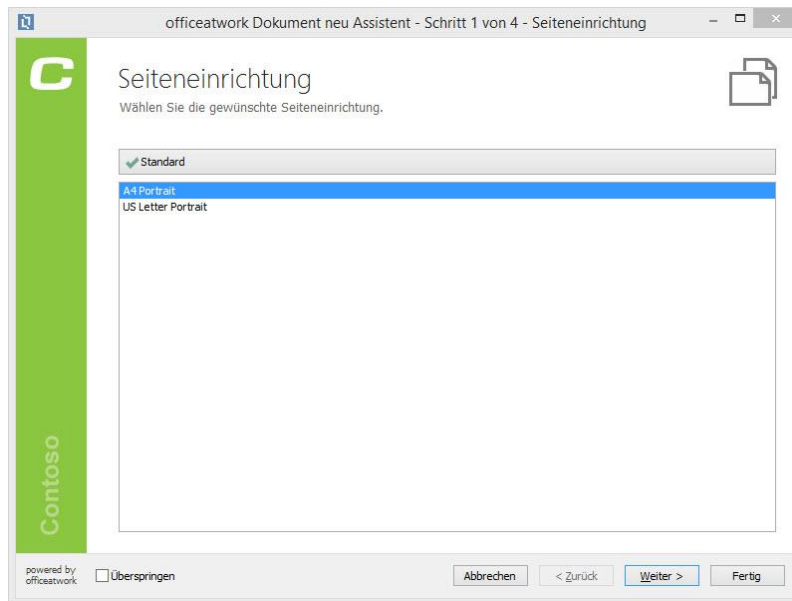 officeatwork Dokument neu Assistent - Schritt 1 von 4 - Seiteneinrichtung
C
Seiteneinrichtung
Wählen Sie die gewünschte Seiteneinrichtung.
Standard
A4 Portrait
US Letter Portrait
Contoso
powered by
officeatwork
Überspringen
Abbrechen
< Zurück
Weiter >
Fertig